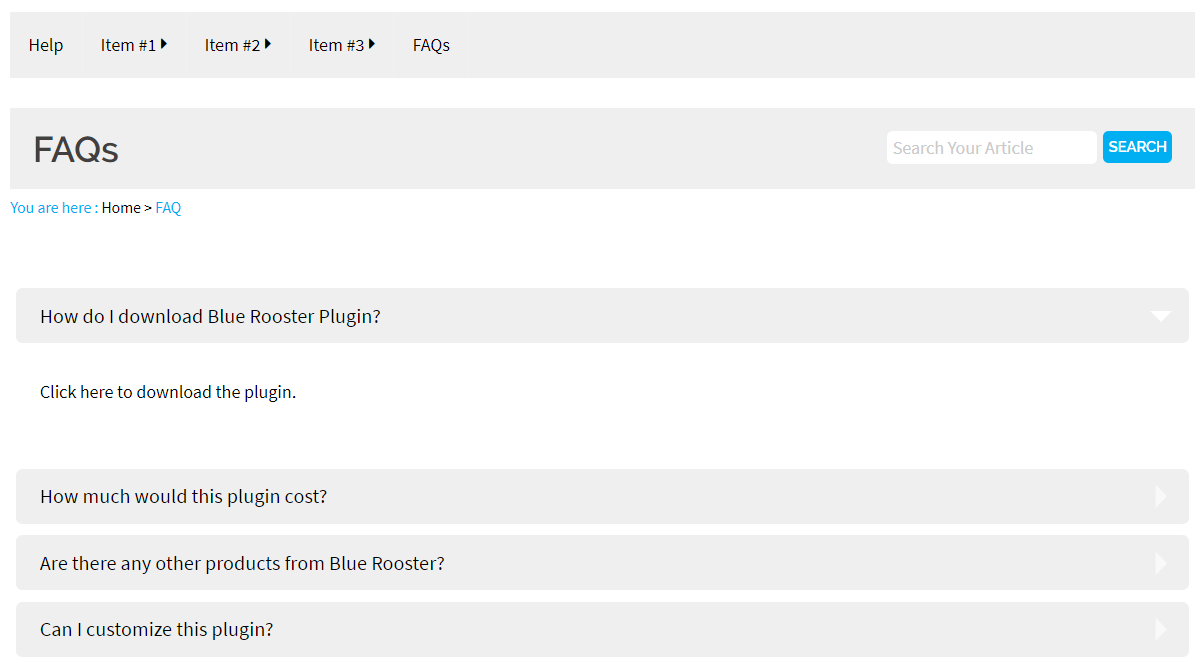 Help Item #1 Item #2 Item #3 FAQs
FAQs Search Your Article SEARCH
You are here : Home > FAQ
How do I download Blue Rooster Plugin?
Click here to download the plugin.
How much would this plugin cost?
Are there any other products from Blue Rooster?
Can I customize this plugin?